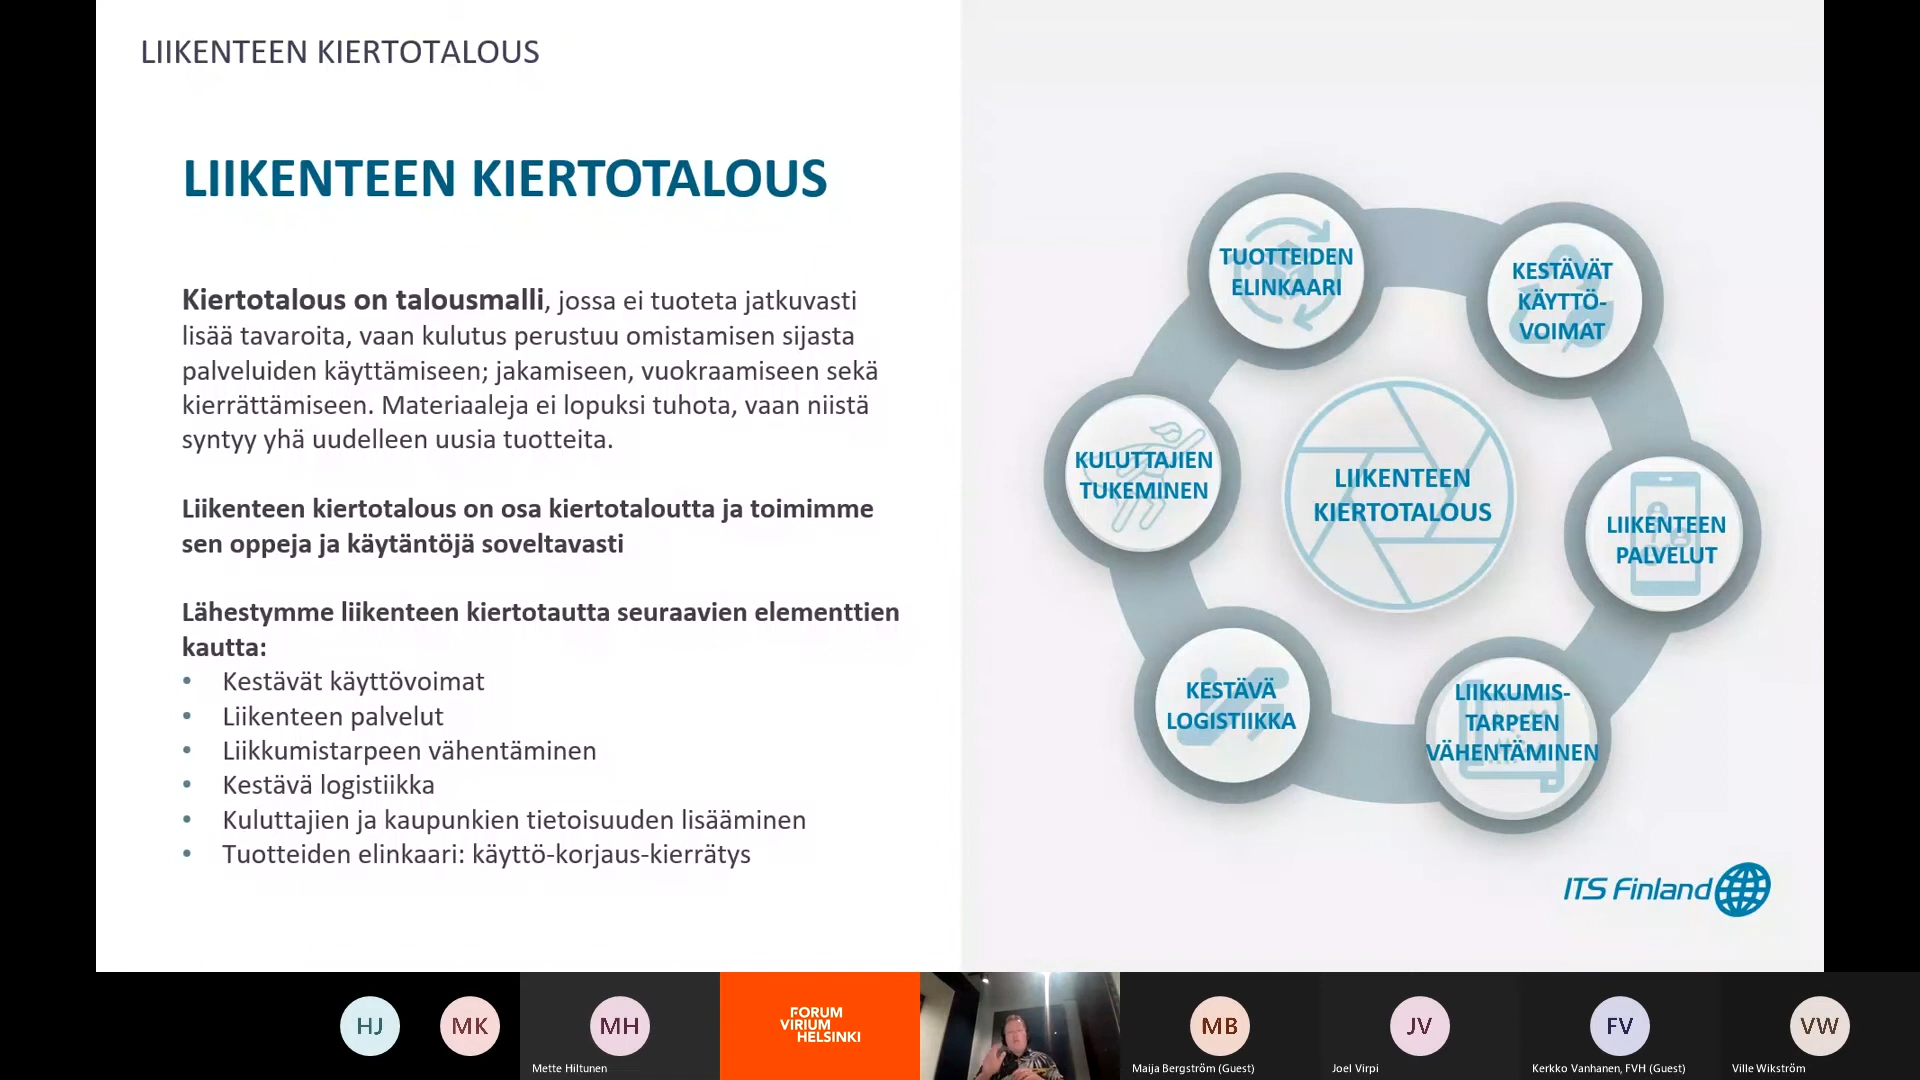 LIIKENTEEN KIERTOTALOUS
LIIKENTEEN KIERTOTALOUS
Kiertotalous on talousmalli, jossa ei tuoteta jatkuvasti
lisää tavaroita, vaan kulutus perustuu omistamisen sijasta
palveluiden käyttämiseen; jakamiseen, vuokraamiseen sekä
kierrättämiseen. Materiaaleja ei lopuksi tuhota, vaan niistä
syntyy yhä uudelleen uusia tuotteita.
Liikenteen kiertotalous on osa kiertotaloutta ja toimimme
sen oppeja ja käytäntöjä soveltavasti
Lähestymme liikenteen kiertotautta seuraavien elementtien
kautta:
• Kestävät käyttövoimat
• Liikenteen palvelut
• Liikkumistarpeen vähentäminen
• Kestävä logistiikka
• Kuluttajien ja kaupunkien tietoisuuden lisääminen
• Tuotteiden elinkaari: käyttö-korjaus-kierrätys
TUOTTEIDEN
ELINKAARI
KESTÄVÄT
KÄYTTÖ-
VOIMAT
KULUTTAJIEN
TUKEMINEN
LIIKENTEEN
KIERTOTALOUS
LIIKENTEEN
PALVELUT
KESTÄVÄ
LOGISTIIKKA
LIIKKUMIS-
TARPEEN
VÄHENTÄMINEN
ITS Finland
HJ
MK
MH
Mette Hiltunen
FORUM
VIRIUM
HELSINKI
MB
Maija Bergström (Guest)
JV
Joel Virpi
FV
Kerkko Vanhanen, FVH (Guest)
VW
Ville Wikström